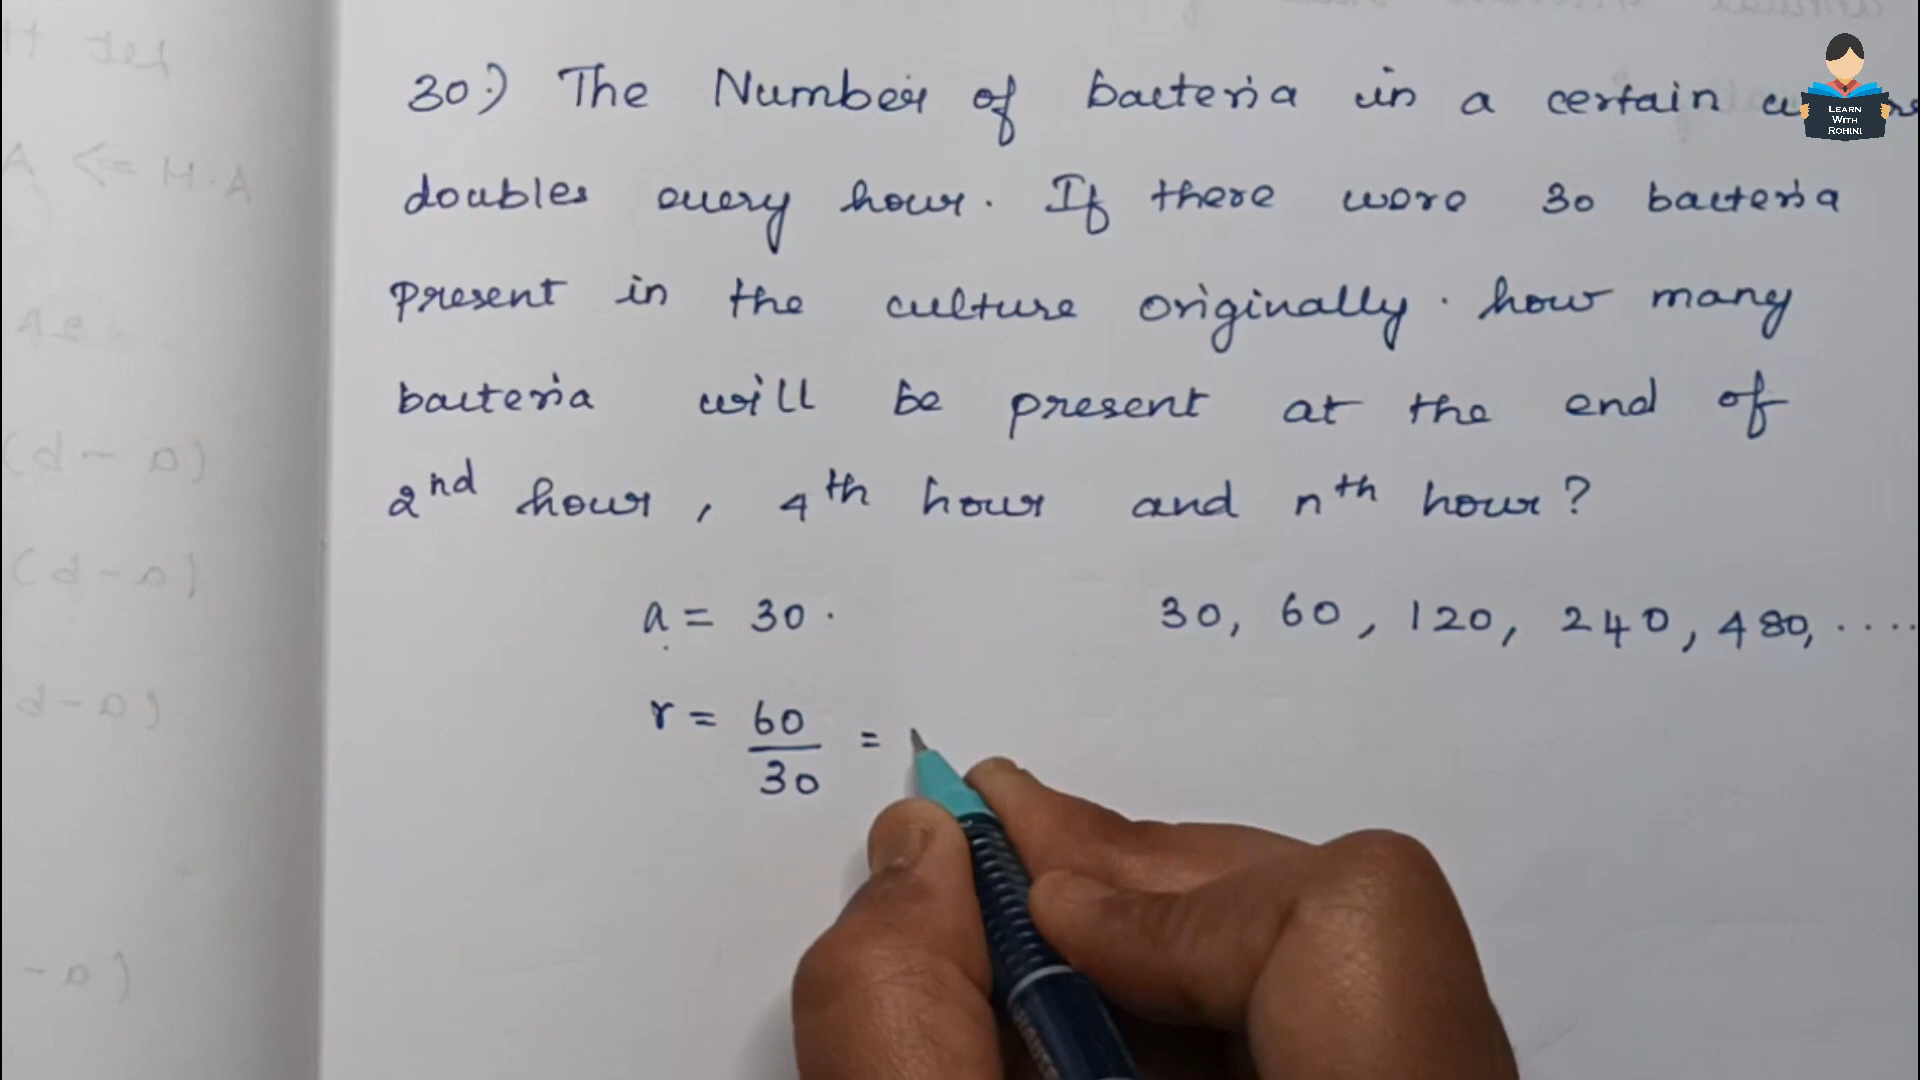 30.) The Number of bacteria in a certain
LEARN
WITH
ROHINI
doubles every hour. If there were 30 bacteria
present in the culture originally. how many
bacteria will be present at the end of
2nd hour, 4th hour and nth hour?
a = 30. 30, 60, 120, 240, 480, ....
r = 60/30 =